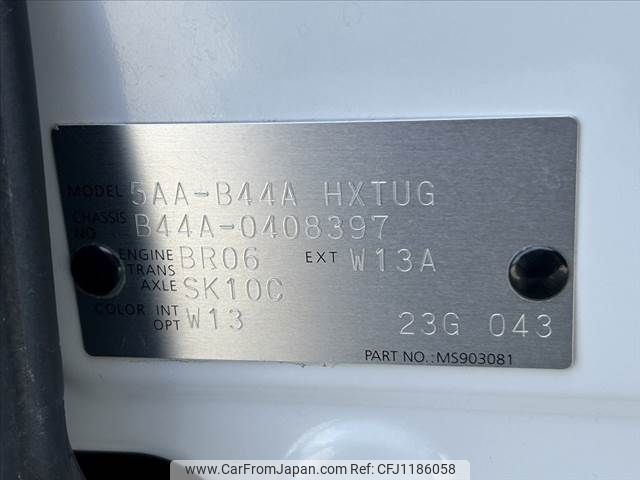 MODEL 5AA-B44A HXTUG
CHASSIS NO B44A-0408397
ENGINE BR06 EXT W13A
TRANS
AXLE SK10C
COLOR INT W13
OPT 23G 043
PART NO.:MS903081
www.carfromjapan.com CFJ1186058